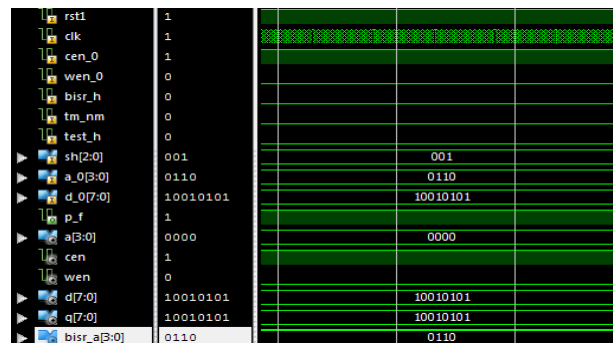 rst1 1
clk 1
cen_0 1
wen_0 0
bisr_h 0
tm_nm 0
test_h 0
sh[2:0] 001 001
a_0[3:0] 0110 0110
d_0[7:0] 10010101 10010101
p_f 1
a[3:0] 0000 0000
cen 1
wen 0
d[7:0] 10010101 10010101
q[7:0] 10010101 10010101
bisr_a[3:0] 0110 0110